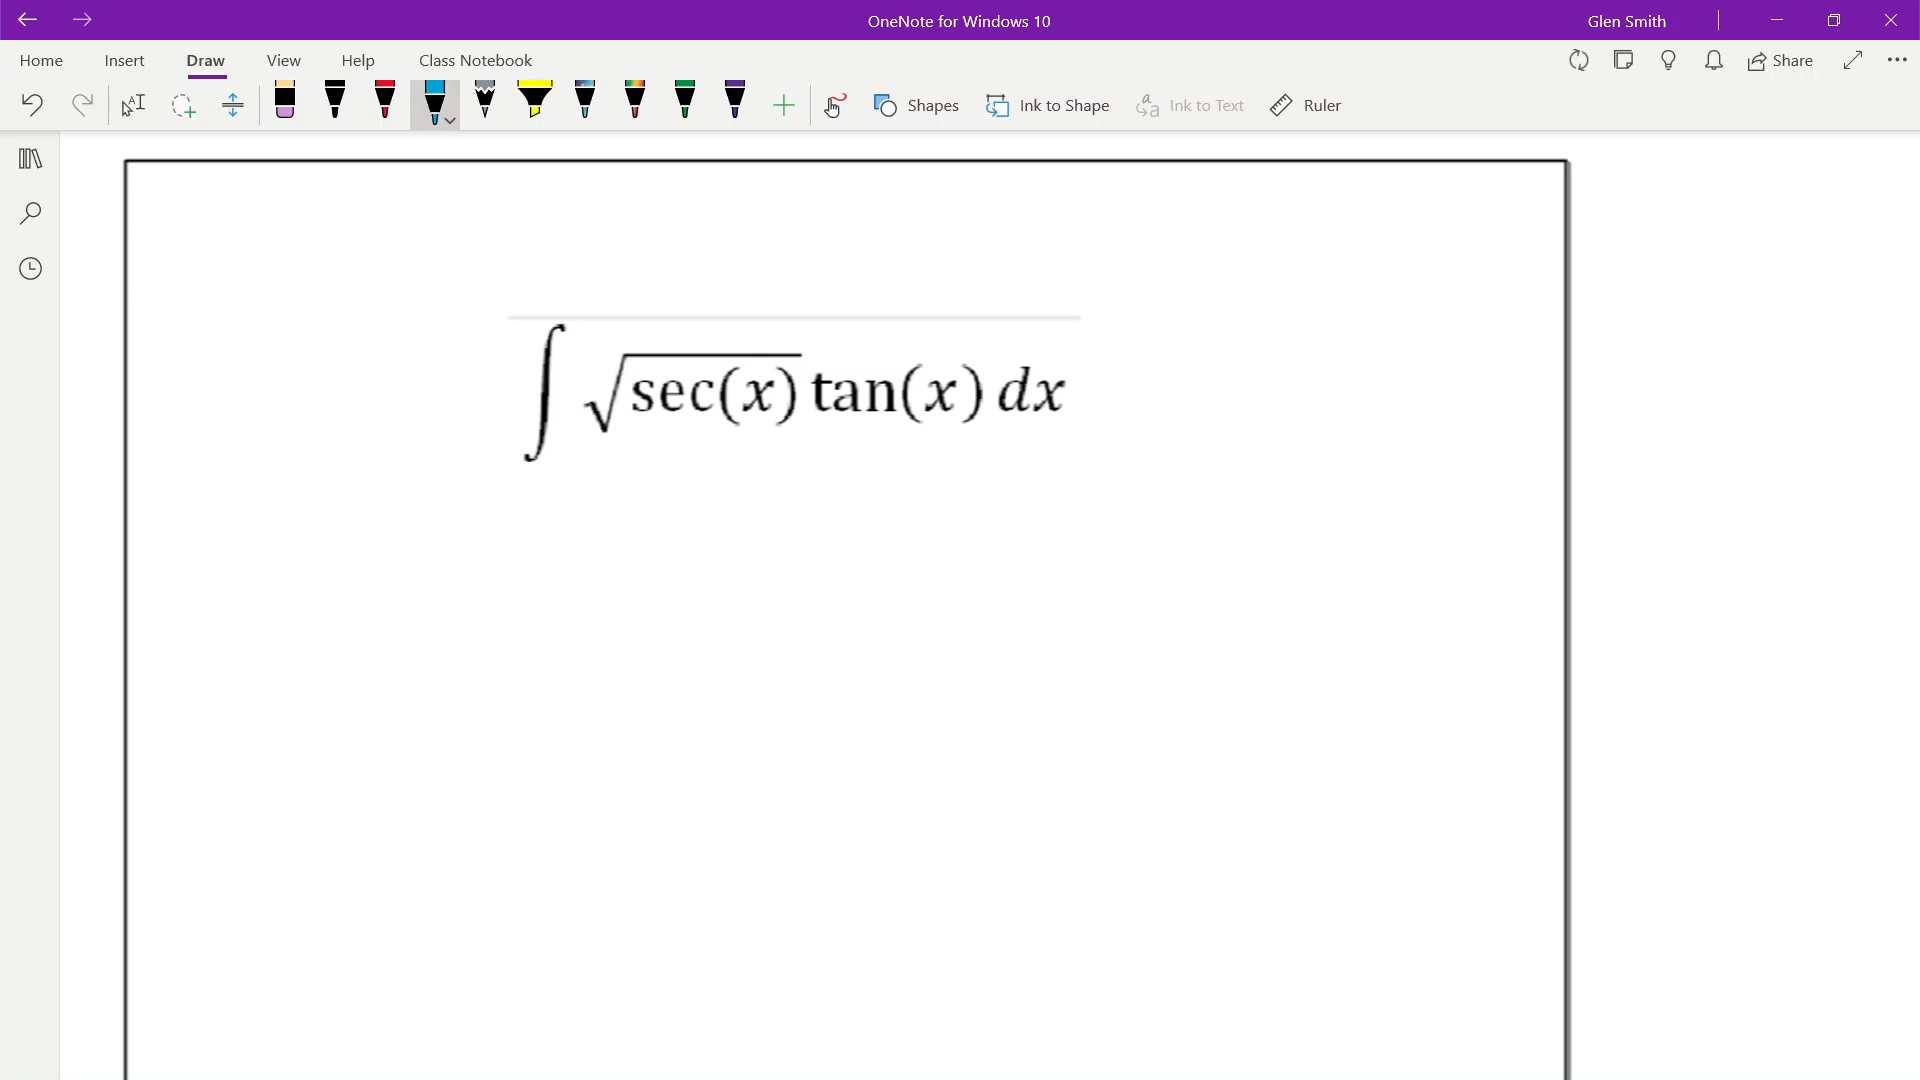 OneNote for Windows 10 Glen Smith
Home Insert Draw View Help Class Notebook Share
Shapes Ink to Shape Ink to Text Ruler
∫ √sec(x) tan(x) dx